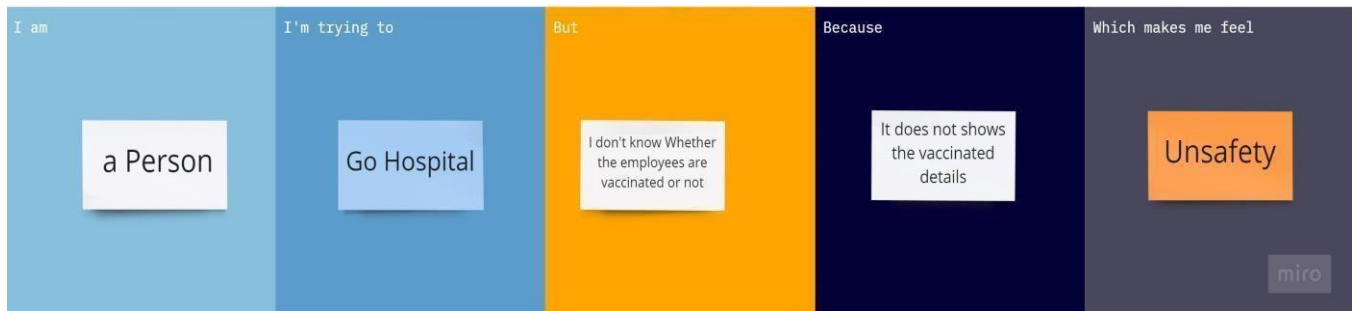 I am
a Person
I'm trying to
Go Hospital
But
I don't know Whether
the employees are
vaccinated or not
Because
It does not shows
the vaccinated
details
Which makes me feel
Unsafety
miro